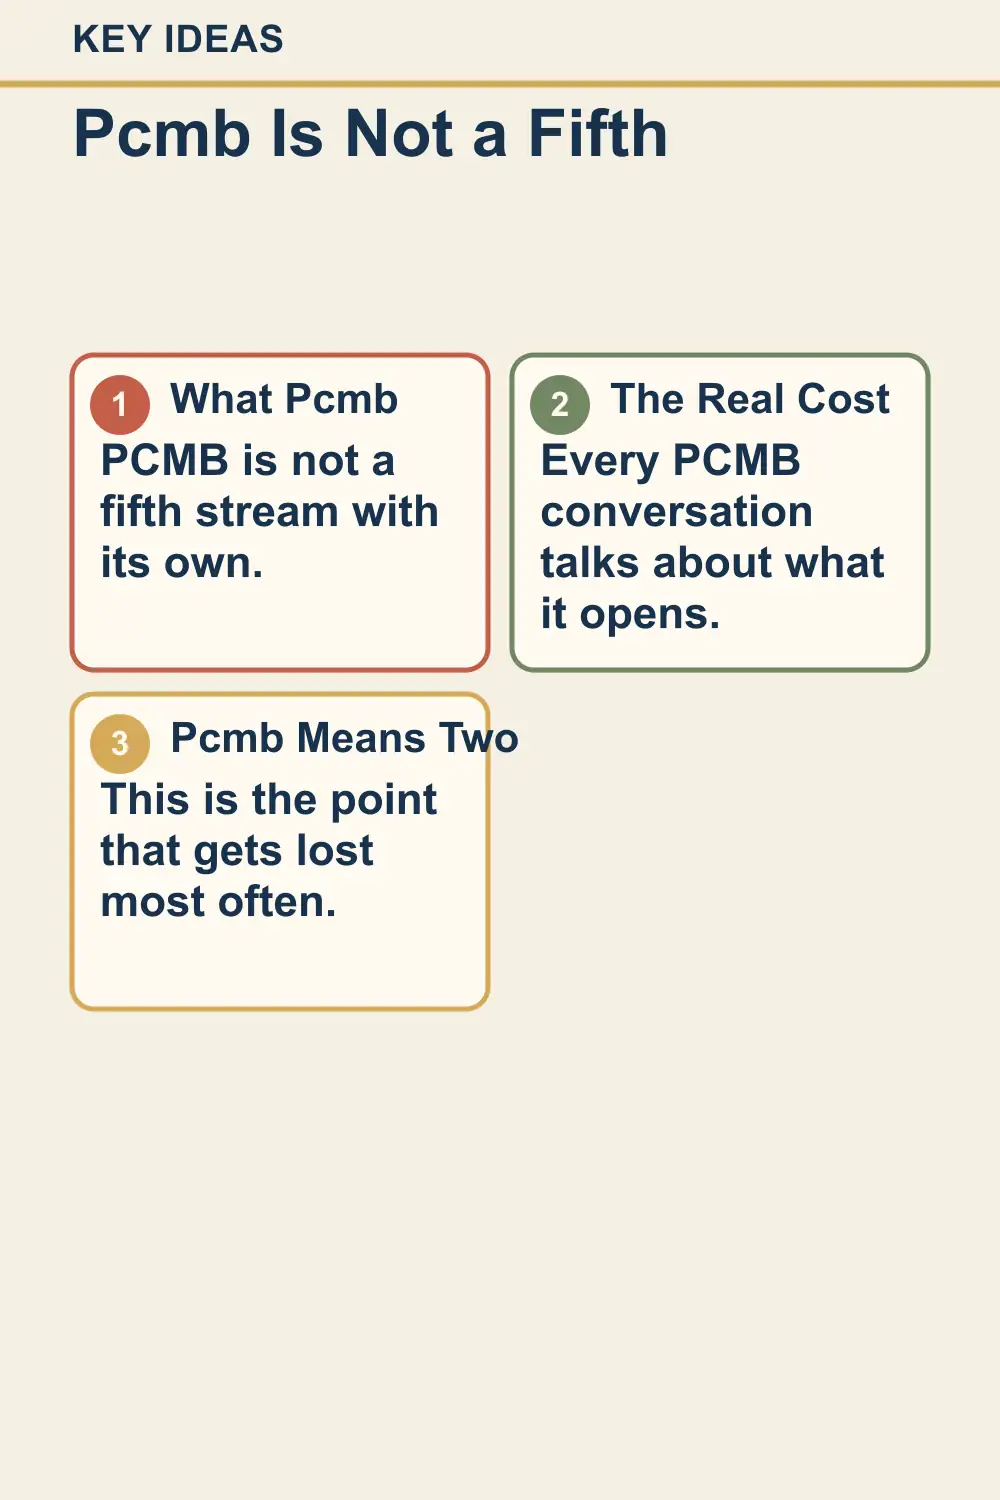 KEY IDEAS
Pcmb Is Not a Fifth
1 What Pcmb
PCMB is not a
fifth stream with
its own.
2 The Real Cost
Every PCMB
conversation
talks about what
it opens.
3 Pcmb Means Two
This is the point
that gets lost
most often.